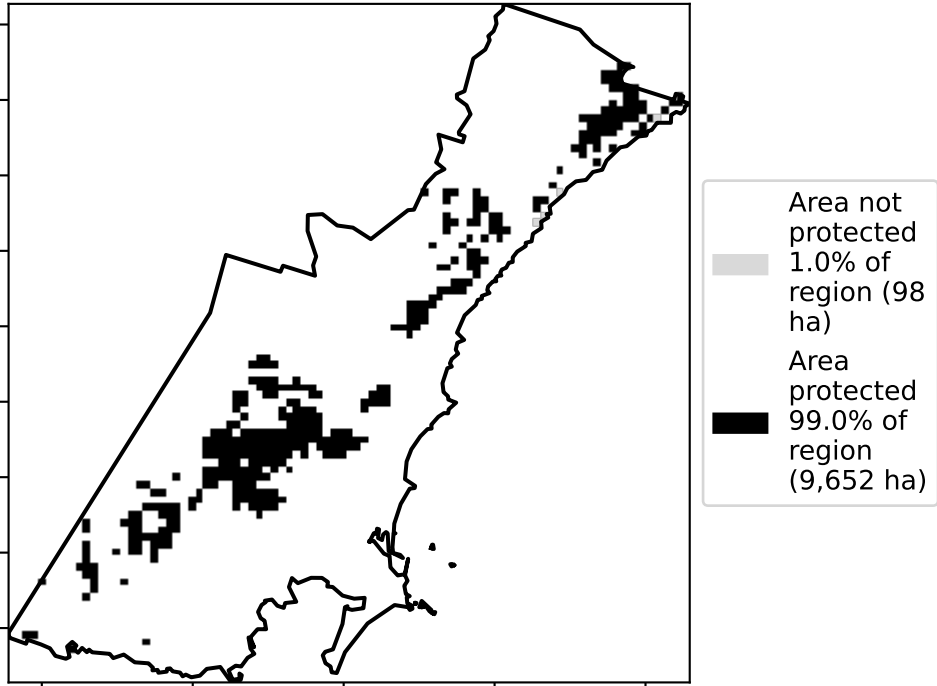 Area not
protected
1.0% of
region (98
ha)
Area
protected
99.0% of
region
(9,652 ha)